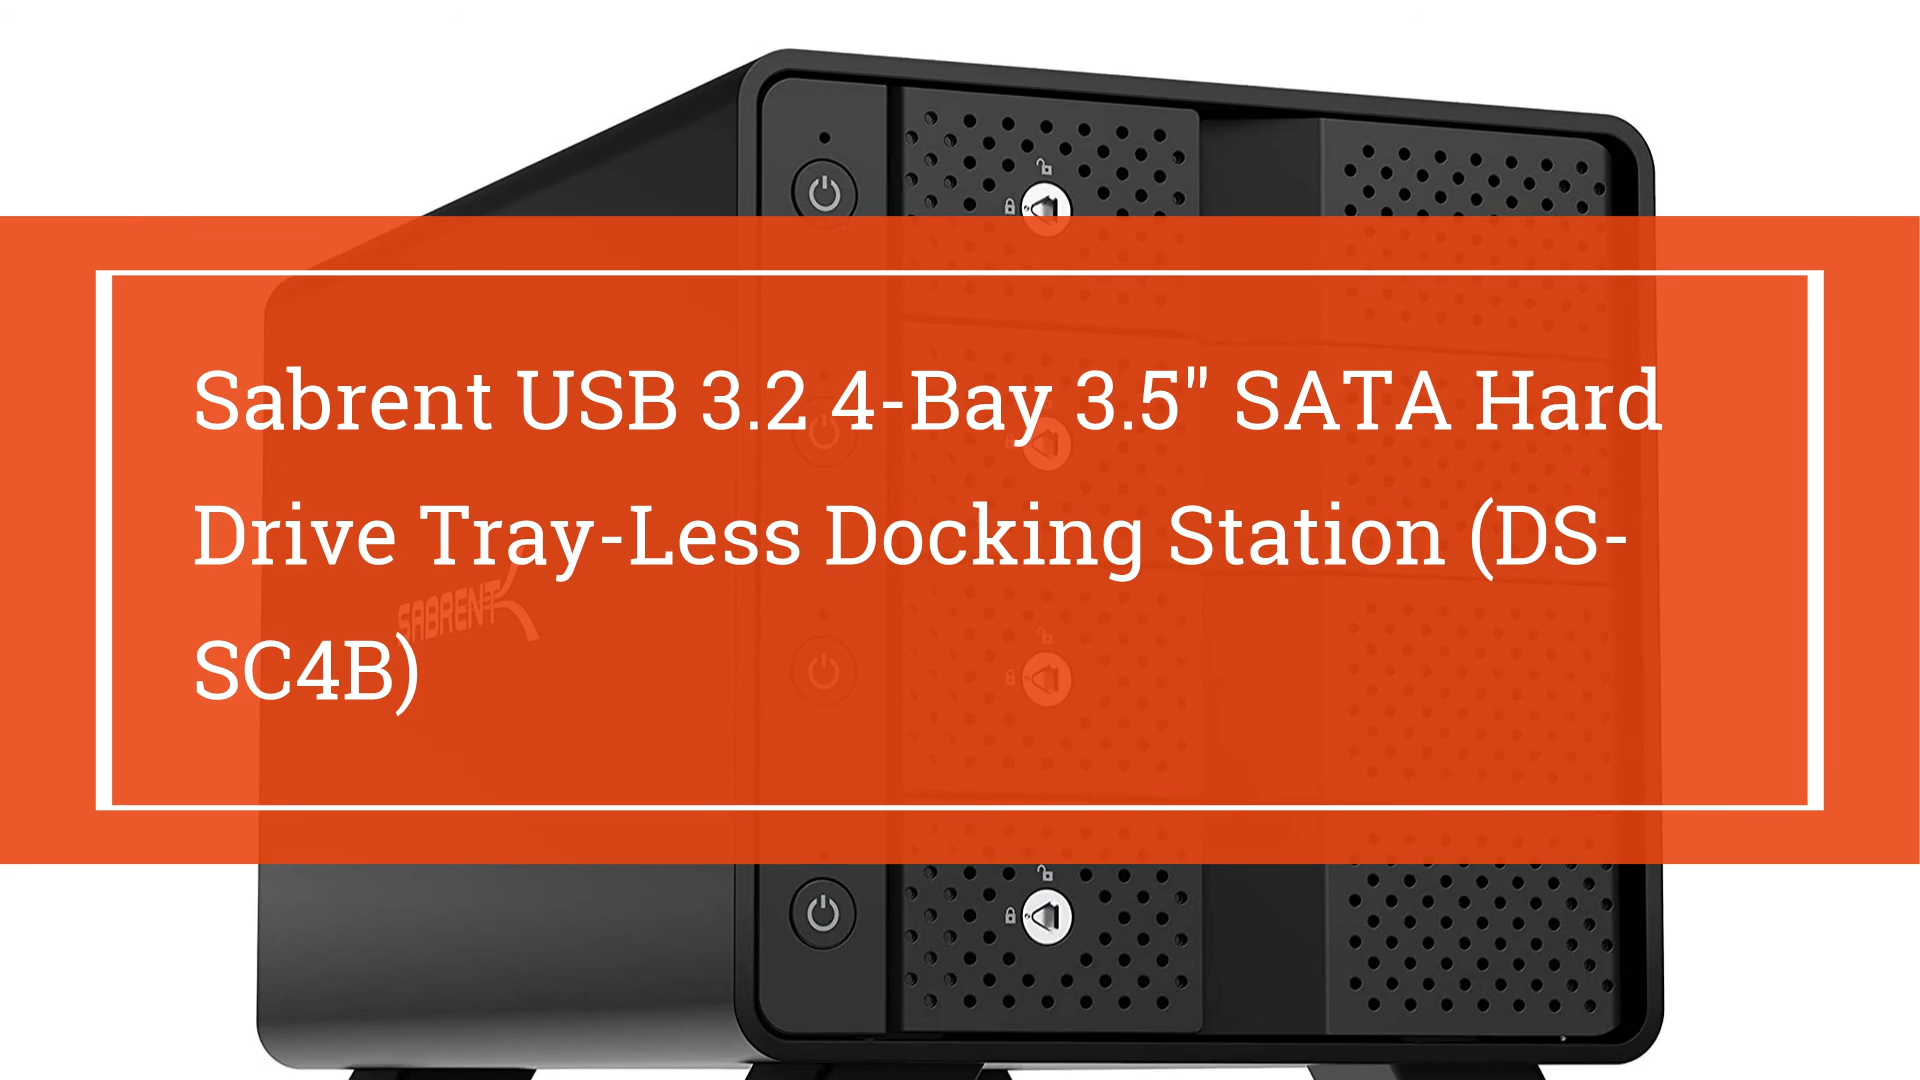 Sabrent USB 3.2 4-Bay 3.5" SATA Hard
Drive Tray-Less Docking Station (DS-
SC4B)
SABRENT